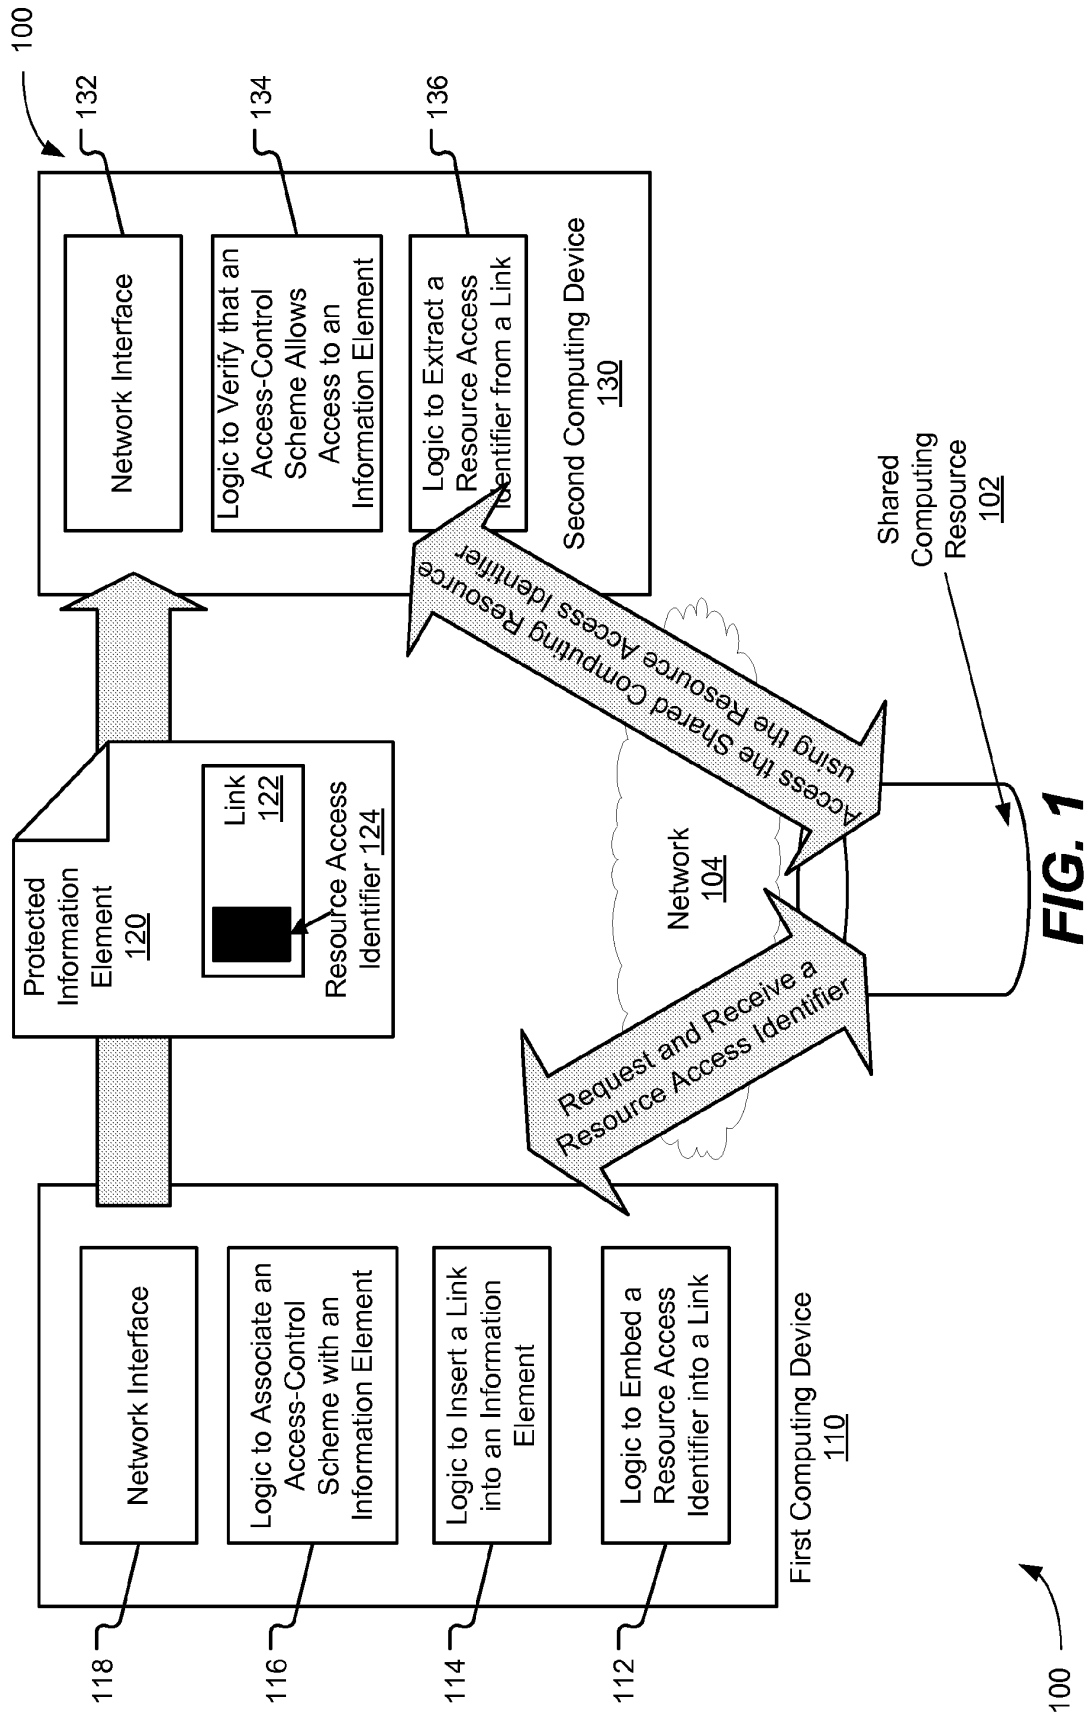 100
118
Network Interface
116
Logic to Associate an
Access-Control
Scheme with an
Information Element
114
Logic to Insert a Link
into an Information
Element
112
Logic to Embed a
Resource Access
Identifier into a Link
First Computing Device
110
Protected
Information
Element
120
Link
122
Resource Access
Identifier 124
132
Network Interface
134
Logic to Verify that an
Access-Control
Scheme Allows
Access to an
Information Element
136
Logic to Extract a
Resource Access
Identifier from a Link
Second Computing Device
130
Network
104
Request and Receive a
Resource Access Identifier
Access the Shared Computing Resource
using the Resource Access Identifier
Shared
Computing
Resource
102
100
FIG. 1